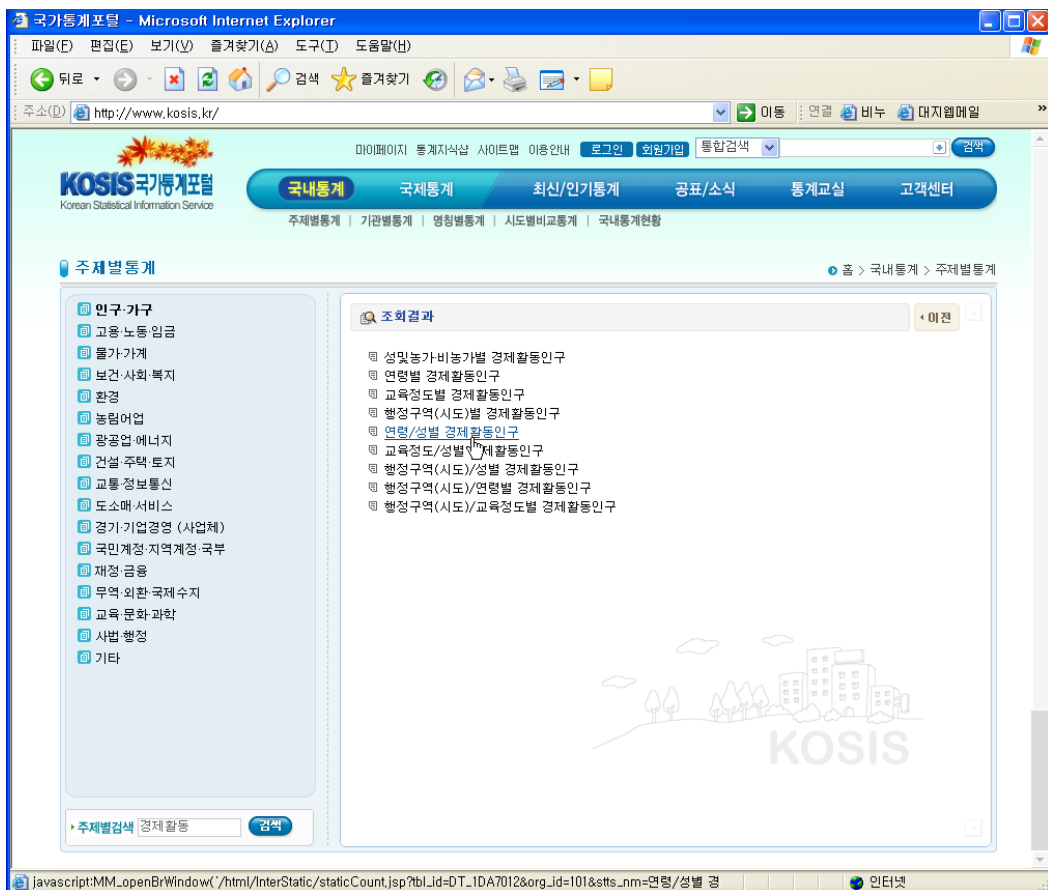 국가통계포털 - Microsoft Internet Explorer
파일(F) 편집(E) 보기(V) 즐겨찾기(A) 도구(T) 도움말(H)
뒤로 검색 즐겨찾기
주소(D) http://www.kosis.kr/ 이동 연결 비누 대지웹메일 »
마이페이지 통계지식샵 사이트맵 이용안내 로그인 회원가입 통합검색 검색
KOSIS 국가통계포털
Korean Statistical Information Service
국내통계 국제통계 최신/인기통계 공표/소식 통계교실 고객센터
주제별통계 | 기관별통계 | 명칭별통계 | 시도별비교통계 | 국내통계현황
주제별통계
홈 > 국내통계 > 주제별통계
인구·가구
고용·노동·임금
물가·가계
보건·사회·복지
환경
농림어업
광공업·에너지
건설·주택·토지
교통·정보통신
도소매·서비스
경기·기업경영 (사업체)
국민계정·지역계정·국부
재정·금융
무역·외환·국제수지
교육·문화·과학
사법·행정
기타
주제별검색 경제활동 검색
조회결과
이전
성및농가·비농가별 경제활동인구
연령별 경제활동인구
교육정도별 경제활동인구
행정구역(시도)별 경제활동인구
연령/성별 경제활동인구
교육정도/성별 경제활동인구
행정구역(시도)/성별 경제활동인구
행정구역(시도)/연령별 경제활동인구
행정구역(시도)/교육정도별 경제활동인구
KOSIS
javascript:MM_openBrWindow('/html/InterStatic/staticCount.jsp?tbl_id=DT_1DA7012&org_id=101&stts_nm=연령/성별 경 인터넷